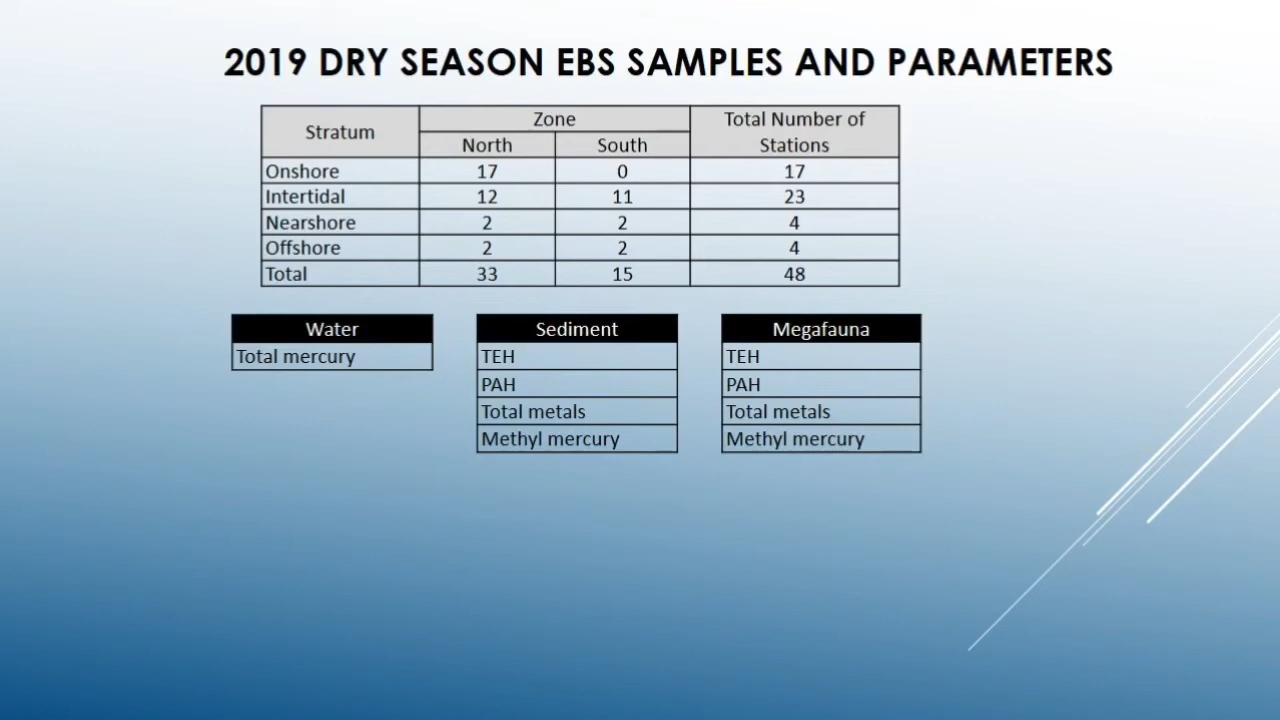 2019 DRY SEASON EBS SAMPLES AND PARAMETERS
Stratum Zone Total Number of Stations
North South
Onshore 17 0 17
Intertidal 12 11 23
Nearshore 2 2 4
Offshore 2 2 4
Total 33 15 48
Water Sediment Megafauna
Total mercury TEH TEH
PAH PAH
Total metals Total metals
Methyl mercury Methyl mercury